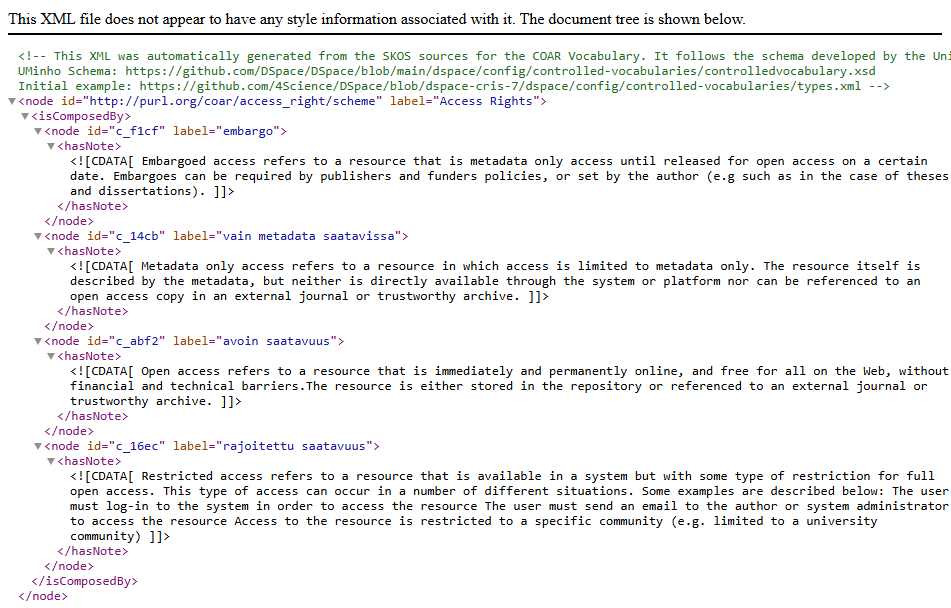 This XML file does not appear to have any style information associated with it. The document tree is shown below.
<!-- This XML was automatically generated from the SKOS sources for the COAR Vocabulary. It follows the schema developed by the
UMinho Schema: https://github.com/DSpace/DSpace/blob/main/dspace/config/controlled-vocabularies/controlledvocabulary.xsd
Initial example: https://github.com/4Science/DSpace/blob/dspace-cris-7/dspace/config/controlled-vocabularies/types.xml -->
▼<node id="http://purl.org/coar/access_right/scheme" label="Access Rights">
▼<isComposedBy>
▼<node id="c_f1cf" label="embargo">
▼<hasNote>
<![CDATA[ Embargoed access refers to a resource that is metadata only access until released for open access on a certain
date. Embargoes can be required by publishers and funders policies, or set by the author (e.g such as in the case of theses
and dissertations). ]]>
</hasNote>
</node>
▼<node id="c_14cb" label="vain metadata saatavissa">
▼<hasNote>
<![CDATA[ Metadata only access refers to a resource in which access is limited to metadata only. The resource itself is
described by the metadata, but neither is directly available through the system or platform nor can be referenced to an
open access copy in an external journal or trustworthy archive. ]]>
</hasNote>
</node>
▼<node id="c_abf2" label="avoin saatavuus">
▼<hasNote>
<![CDATA[ Open access refers to a resource that is immediately and permanently online, and free for all on the Web, without
financial and technical barriers.The resource is either stored in the repository or referenced to an external journal or
trustworthy archive. ]]>
</hasNote>
</node>
▼<node id="c_16ec" label="rajoitettu saatavuus">
▼<hasNote>
<![CDATA[ Restricted access refers to a resource that is available in a system but with some type of restriction for full
open access. This type of access can occur in a number of different situations. Some examples are described below: The user
must log-in to the system in order to access the resource The user must send an email to the author or system administrator
to access the resource Access to the resource is restricted to a specific community (e.g. limited to a university
community) ]]>
</hasNote>
</node>
</isComposedBy>
</node>